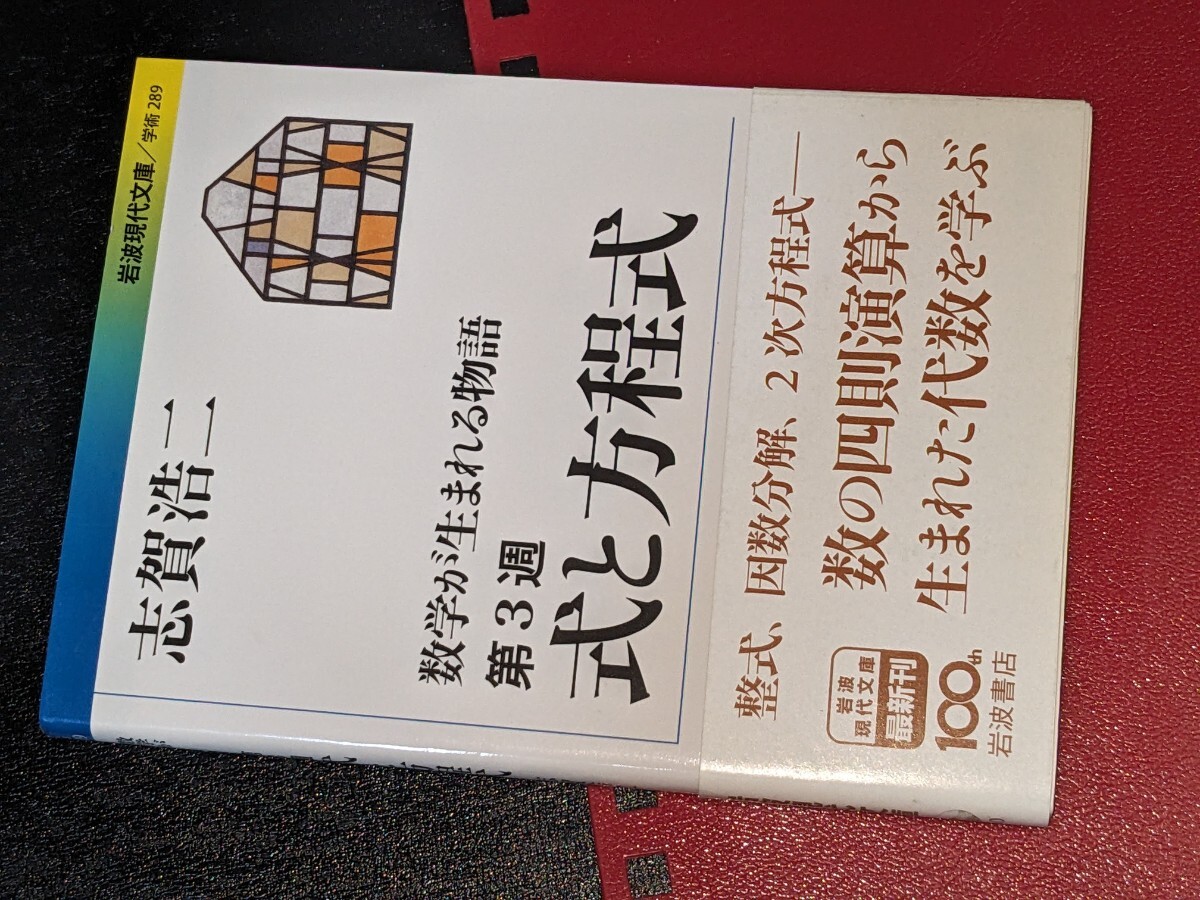 岩波現代文庫／学術 289
志賀浩二
数学が生まれる物語
第3週
式と方程式
整式、因数分解、2次方程式――
数の四則演算から
生まれた代数を学ぶ
岩波
現代文庫
最新刊
100th
岩波書店